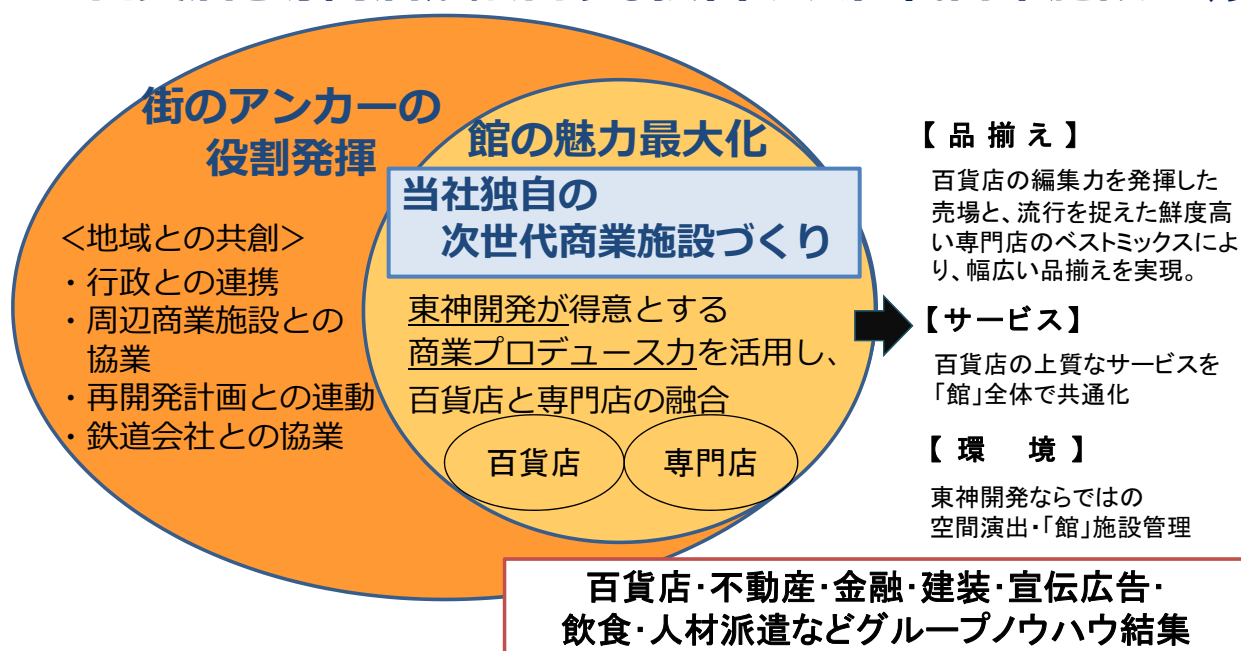 街のアンカーの
役割発揮
<地域との共創>
・行政との連携
・周辺商業施設との
協業
・再開発計画との連動
・鉄道会社との協業
館の魅力最大化
当社独自の
次世代商業施設づくり
東神開発が得意とする
商業プロデュース力を活用し、
百貨店と専門店の融合
百貨店
専門店
【品揃え】
百貨店の編集力を発揮した
売場と、流行を捉えた鮮度高
い専門店のベストミックスによ
り、幅広い品揃えを実現。
【サービス】
百貨店の上質なサービスを
「館」全体で共通化
【環 境】
東神開発ならではの
空間演出・「館」施設管理
百貨店・不動産・金融・建装・宣伝広告・
飲食・人材派遣などグループノウハウ結集